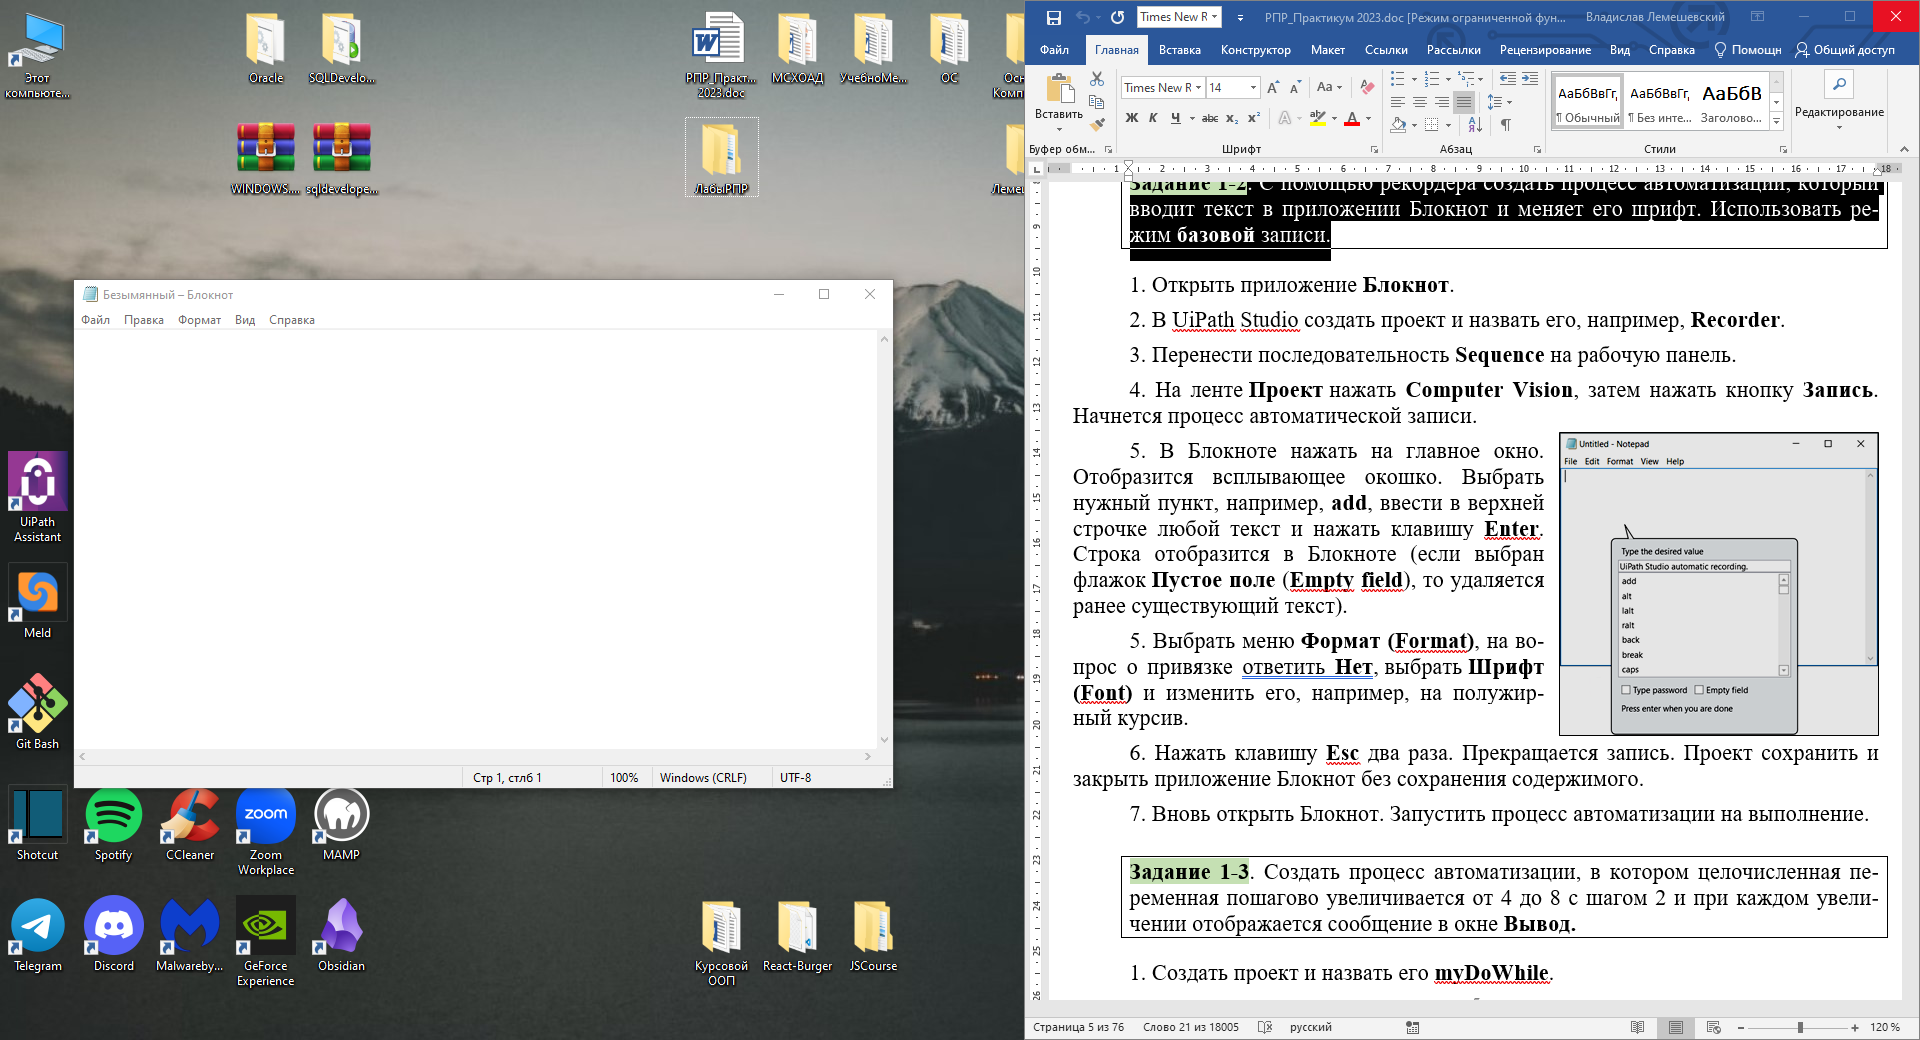 Этот компьюте...
Oracle
SQLDevelo...
WINDOWS....
sqldevelope...
РПР_Практ... 2023.doc
МСХОАД
УчебноМе...
ОС
ЛабыРПР
Безымянный – Блокнот
Файл Правка Формат Вид Справка
Стр 1, стлб 1 100% Windows (CRLF) UTF-8
UiPath Assistant
Meld
Git Bash
Shotcut
Spotify
CCleaner
Zoom Workplace
MAMP
Telegram
Discord
Malwareby...
GeForce Experience
Obsidian
Курсовой ООП
React-Burger
JSCourse
Times New R
РПР_Практикум 2023.doc [Режим ограниченной фун...
Владислав Лемешевский
Файл Главная Вставка Конструктор Макет Ссылки Рассылки Рецензирование Вид Справка Помощн Общий доступ
Вставить
Times New R 14
Ж К Ч abc x₂ x²
АаБбВвГг, АаБбВвГг, АаБбВ
¶ Обычный ¶ Без инте... Заголово...
Редактирование
Буфер обм... Шрифт Абзац Стили
Задание 1-2. С помощью рекордера создать процесс автоматизации, который
вводит текст в приложении Блокнот и меняет его шрифт. Использовать ре-
жим базовой записи.
1. Открыть приложение Блокнот.
2. В UiPath Studio создать проект и назвать его, например, Recorder.
3. Перенести последовательность Sequence на рабочую панель.
4. На ленте Проект нажать Computer Vision, затем нажать кнопку Запись.
Начнется процесс автоматической записи.
5. В Блокноте нажать на главное окно.
Отобразится всплывающее окошко. Выбрать
нужный пункт, например, add, ввести в верхней
строчке любой текст и нажать клавишу Enter.
Строка отобразится в Блокноте (если выбран
флажок Пустое поле (Empty field), то удаляется
ранее существующий текст).
5. Выбрать меню Формат (Format), на во-
прос о привязке ответить Нет, выбрать Шрифт
(Font) и изменить его, например, на полужир-
ный курсив.
Untitled - Notepad
File Edit Format View Help
Type the desired value
UiPath Studio automatic recording.
add
alt
lalt
ralt
back
break
caps
Type password Empty field
Press enter when you are done
6. Нажать клавишу Esc два раза. Прекращается запись. Проект сохранить и
закрыть приложение Блокнот без сохранения содержимого.
7. Вновь открыть Блокнот. Запустить процесс автоматизации на выполнение.
Задание 1-3. Создать процесс автоматизации, в котором целочисленная пе-
ременная пошагово увеличивается от 4 до 8 с шагом 2 и при каждом увели-
чении отображается сообщение в окне Вывод.
1. Создать проект и назвать его myDoWhile.
Страница 5 из 76 Слово 21 из 18005 русский 120 %